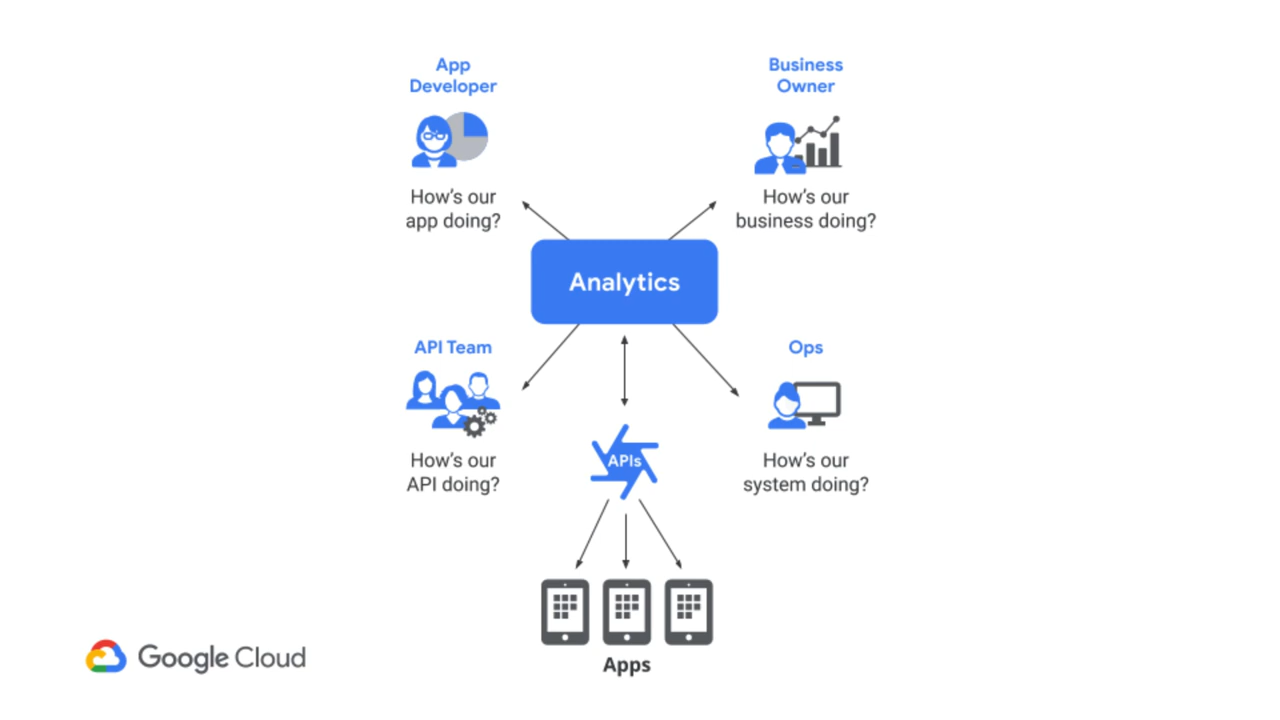 App
Developer
How's our
app doing?
Business
Owner
How's our
business doing?
Analytics
API Team
How's our
API doing?
APIs
Ops
How's our
system doing?
Apps
Google Cloud